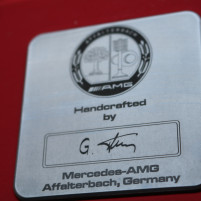 AMG
Handcrafted
by
Mercedes-AMG
Affalterbach, Germany